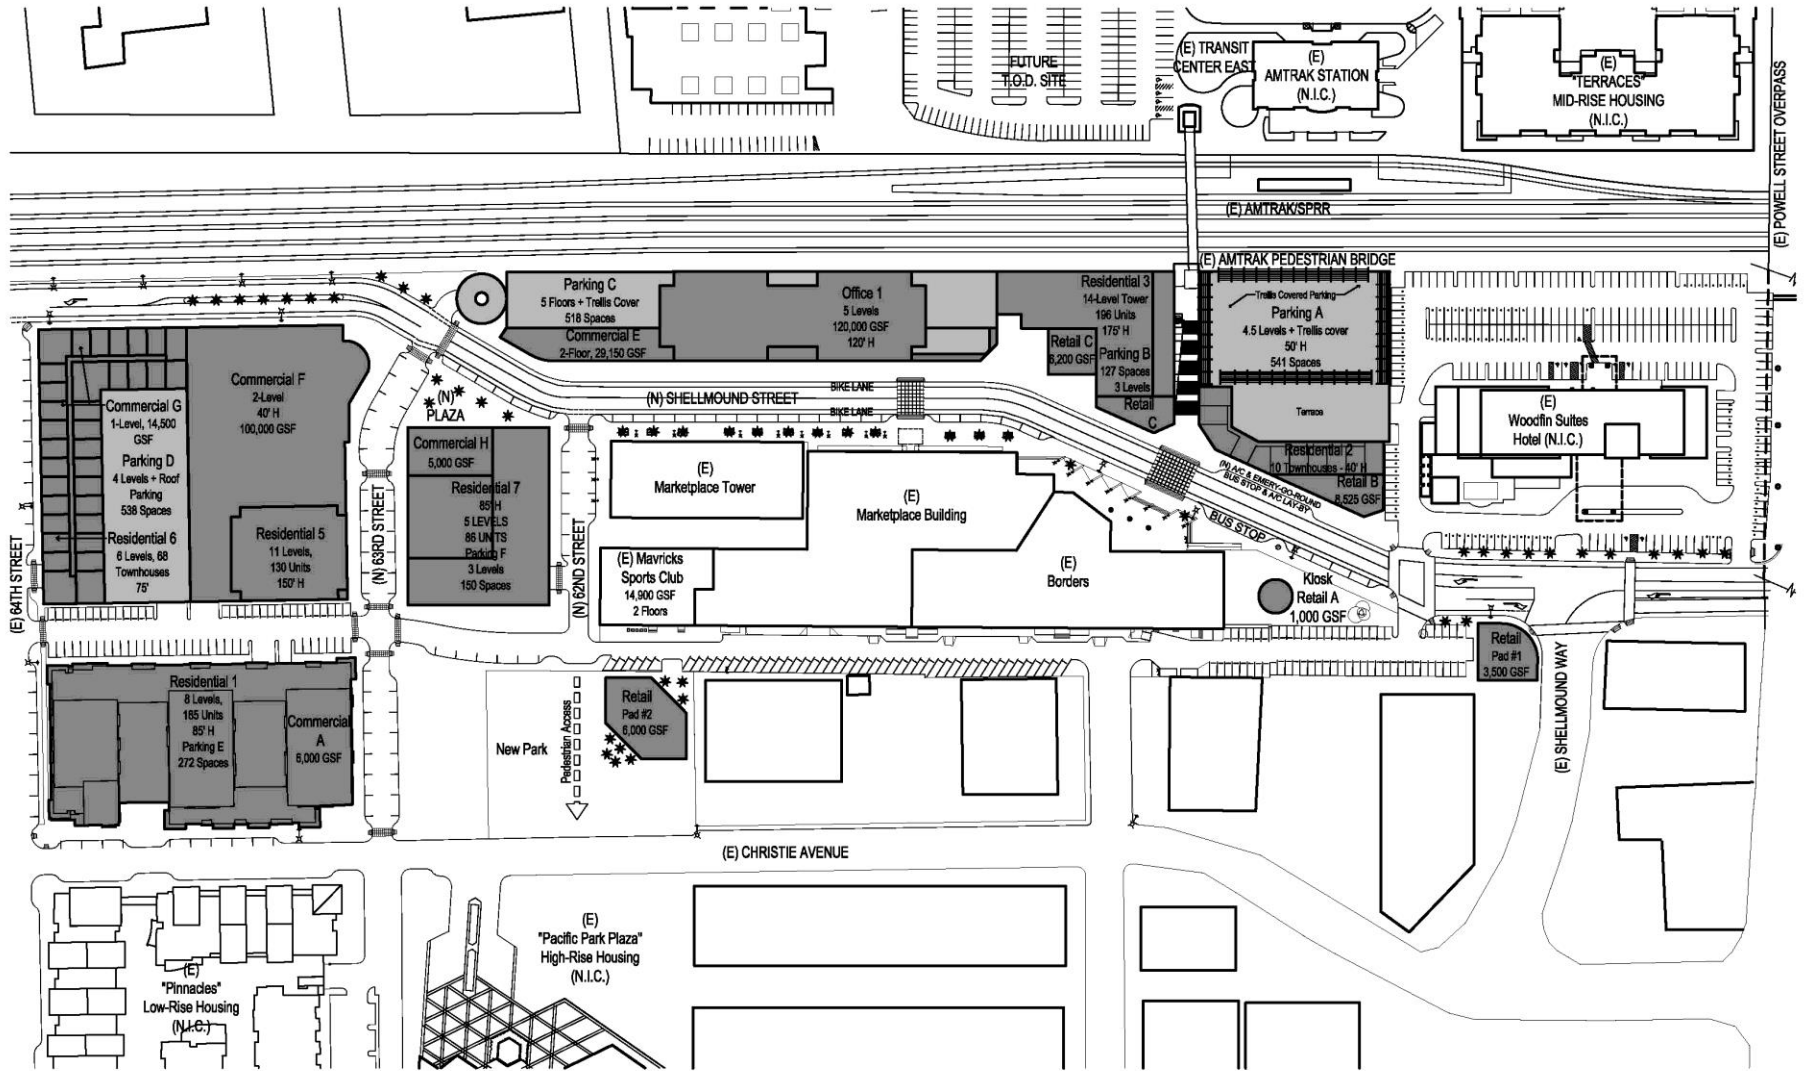 FUTURE
T.O.D. SITE
(E) TRANSIT
CENTER EAST
(E)
AMTRAK STATION
(N.I.C.)
(E)
"TERRACES"
MID-RISE HOUSING
(N.I.C.)
(E) POWELL STREET OVERPASS
(E) AMTRAK/SPRR
(E) AMTRAK PEDESTRIAN BRIDGE
Parking C
5 Floors + Trellis Cover
518 Spaces
Commercial E
2-Floor, 29,150 GSF
Office 1
5 Levels
120,000 GSF
120' H
Residential 3
14-Level Tower
196 Units
175' H
Retail C
6,200 GSF
Parking B
127 Spaces
3 Levels
Retail
C
Trellis Covered Parking
Parking A
4.5 Levels + Trellis cover
50' H
541 Spaces
Terrace
Residential 2
10 Townhouses - 40' H
Retail B
8,525 GSF
(E)
Woodfin Suites
Hotel (N.I.C.)
Commercial G
1-Level, 14,500
GSF
Parking D
4 Levels + Roof
Parking
538 Spaces
Residential 6
6 Levels, 68
Townhouses
75'
Commercial F
2-Level
40' H
100,000 GSF
Residential 5
11 Levels,
130 Units
150' H
(E) 64TH STREET
(N) 63RD STREET
(N)
PLAZA
Commercial H
5,000 GSF
Residential 7
85' H
5 LEVELS
86 UNITS
Parking F
3 Levels
150 Spaces
(N) 62ND STREET
BIKE LANE
(N) SHELLMOUND STREET
BIKE LANE
(E)
Marketplace Tower
(E)
Marketplace Building
(E) Mavricks
Sports Club
14,900 GSF
2 Floors
(E)
Borders
(N) A/C & EMERY-GO-ROUND
BUS STOP & A/C LAY-BY
BUS STOP
Kiosk
Retail A
1,000 GSF
Retail
Pad #1
3,500 GSF
(E) SHELLMOUND WAY
Residential 1
8 Levels,
185 Units
85' H
Parking E
272 Spaces
Commercial
A
6,000 GSF
New Park
Pedestrian Access
Retail
Pad #2
6,000 GSF
(E) CHRISTIE AVENUE
(E)
"Pinnacles"
Low-Rise Housing
(N.I.C.)
(E)
"Pacific Park Plaza"
High-Rise Housing
(N.I.C.)